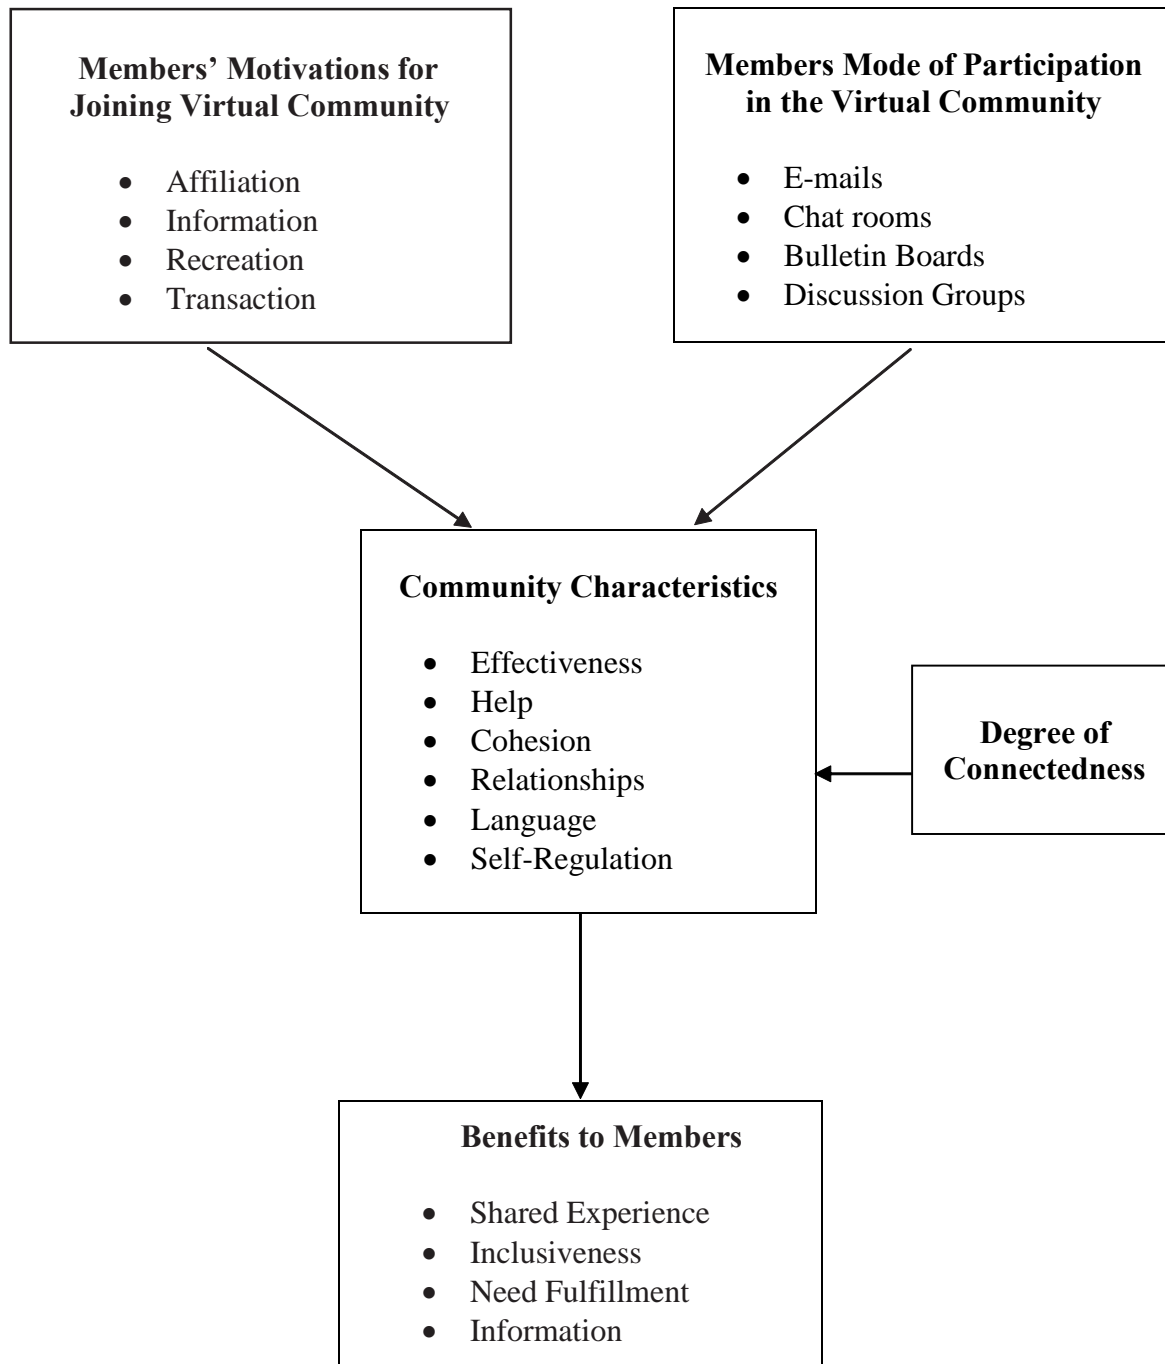 Members’ Motivations for
Joining Virtual Community
• Affiliation
• Information
• Recreation
• Transaction
Members Mode of Participation
in the Virtual Community
• E-mails
• Chat rooms
• Bulletin Boards
• Discussion Groups
Community Characteristics
• Effectiveness
• Help
• Cohesion
• Relationships
• Language
• Self-Regulation
Degree of
Connectedness
Benefits to Members
• Shared Experience
• Inclusiveness
• Need Fulfillment
• Information